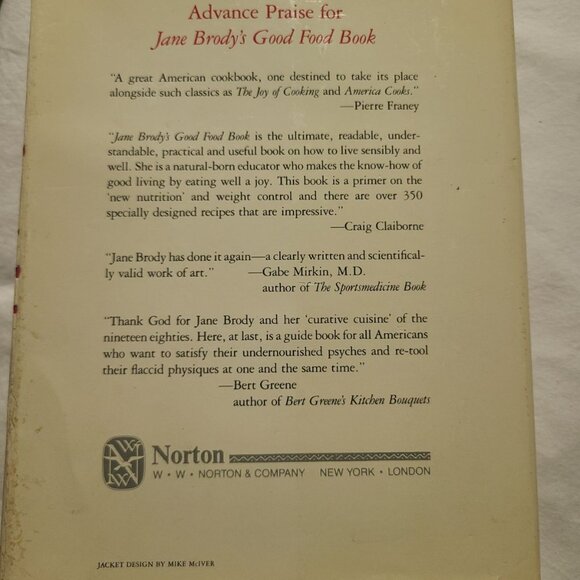 Advance Praise for
Jane Brody's Good Food Book
"A great American cookbook, one destined to take its place
alongside such classics as The Joy of Cooking and America Cooks."
—Pierre Franey
"Jane Brody's Good Food Book is the ultimate, readable, under-
standable, practical and useful book on how to live sensibly and
well. She is a natural-born educator who makes the know-how of
good living by eating well a joy. This book is a primer on the
'new nutrition' and weight control and there are over 350
specially designed recipes that are impressive."
—Craig Claiborne
"Jane Brody has done it again—a clearly written and scientifical-
ly valid work of art." —Gabe Mirkin, M.D.
author of The Sportsmedicine Book
"Thank God for Jane Brody and her 'curative cuisine' of the
nineteen eighties. Here, at last, is a guide book for all Americans
who want to satisfy their undernourished psyches and re-tool
their flaccid physiques at one and the same time."
—Bert Greene
author of Bert Greene's Kitchen Bouquets
Norton
W • W • NORTON & COMPANY NEW YORK • LONDON
JACKET DESIGN BY MIKE McIVER